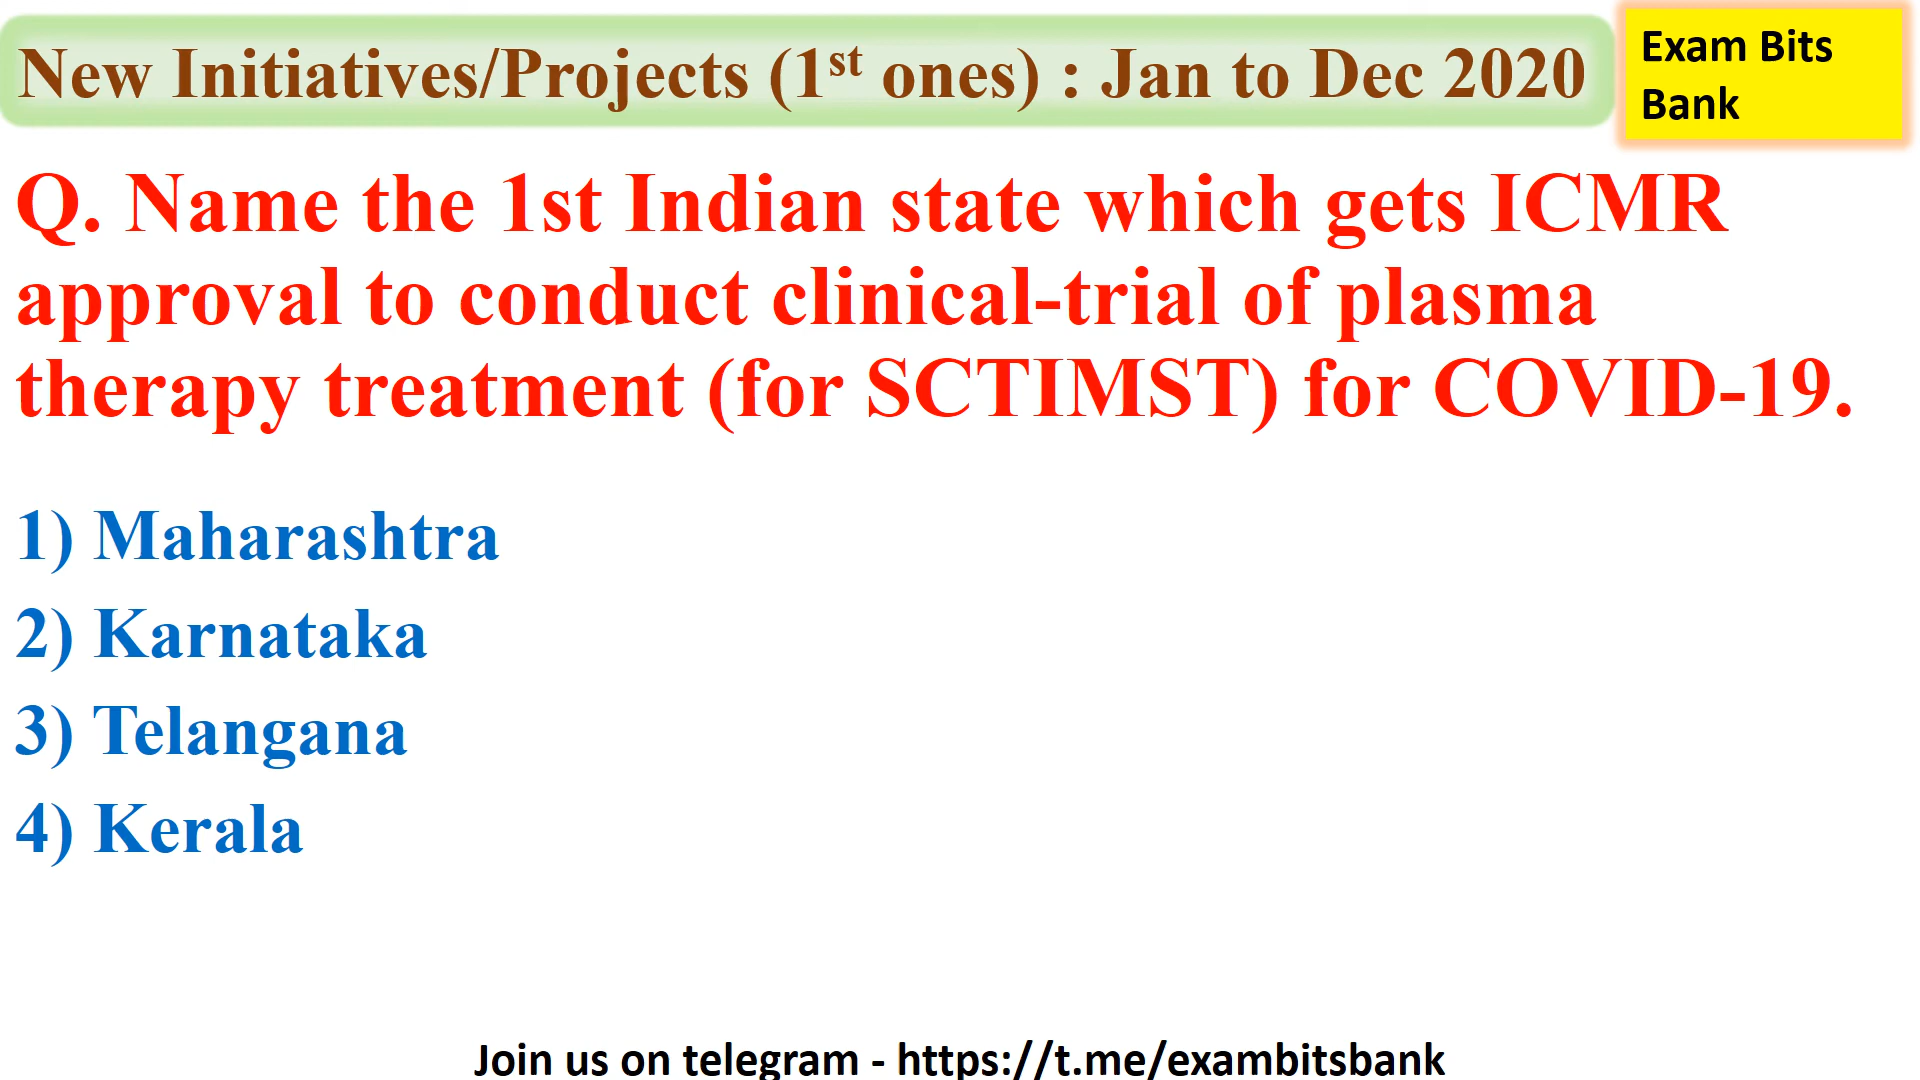 New Initiatives/Projects (1st ones) : Jan to Dec 2020
Exam Bits
Bank
Q. Name the 1st Indian state which gets ICMR
approval to conduct clinical-trial of plasma
therapy treatment (for SCTIMST) for COVID-19.
1) Maharashtra
2) Karnataka
3) Telangana
4) Kerala
Join us on telegram - https://t.me/exambitsbank